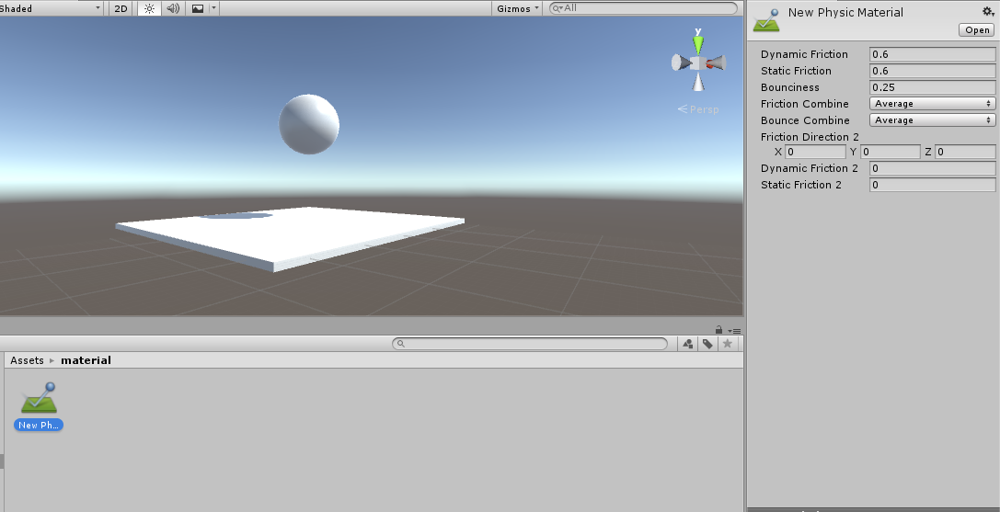 Shaded
2D
Gizmos
All
y
Persp
New Physic Material
Open
Dynamic Friction 0.6
Static Friction 0.6
Bounciness 0.25
Friction Combine Average
Bounce Combine Average
Friction Direction 2
X 0 Y 0 Z 0
Dynamic Friction 2 0
Static Friction 2 0
Assets material
New Ph...